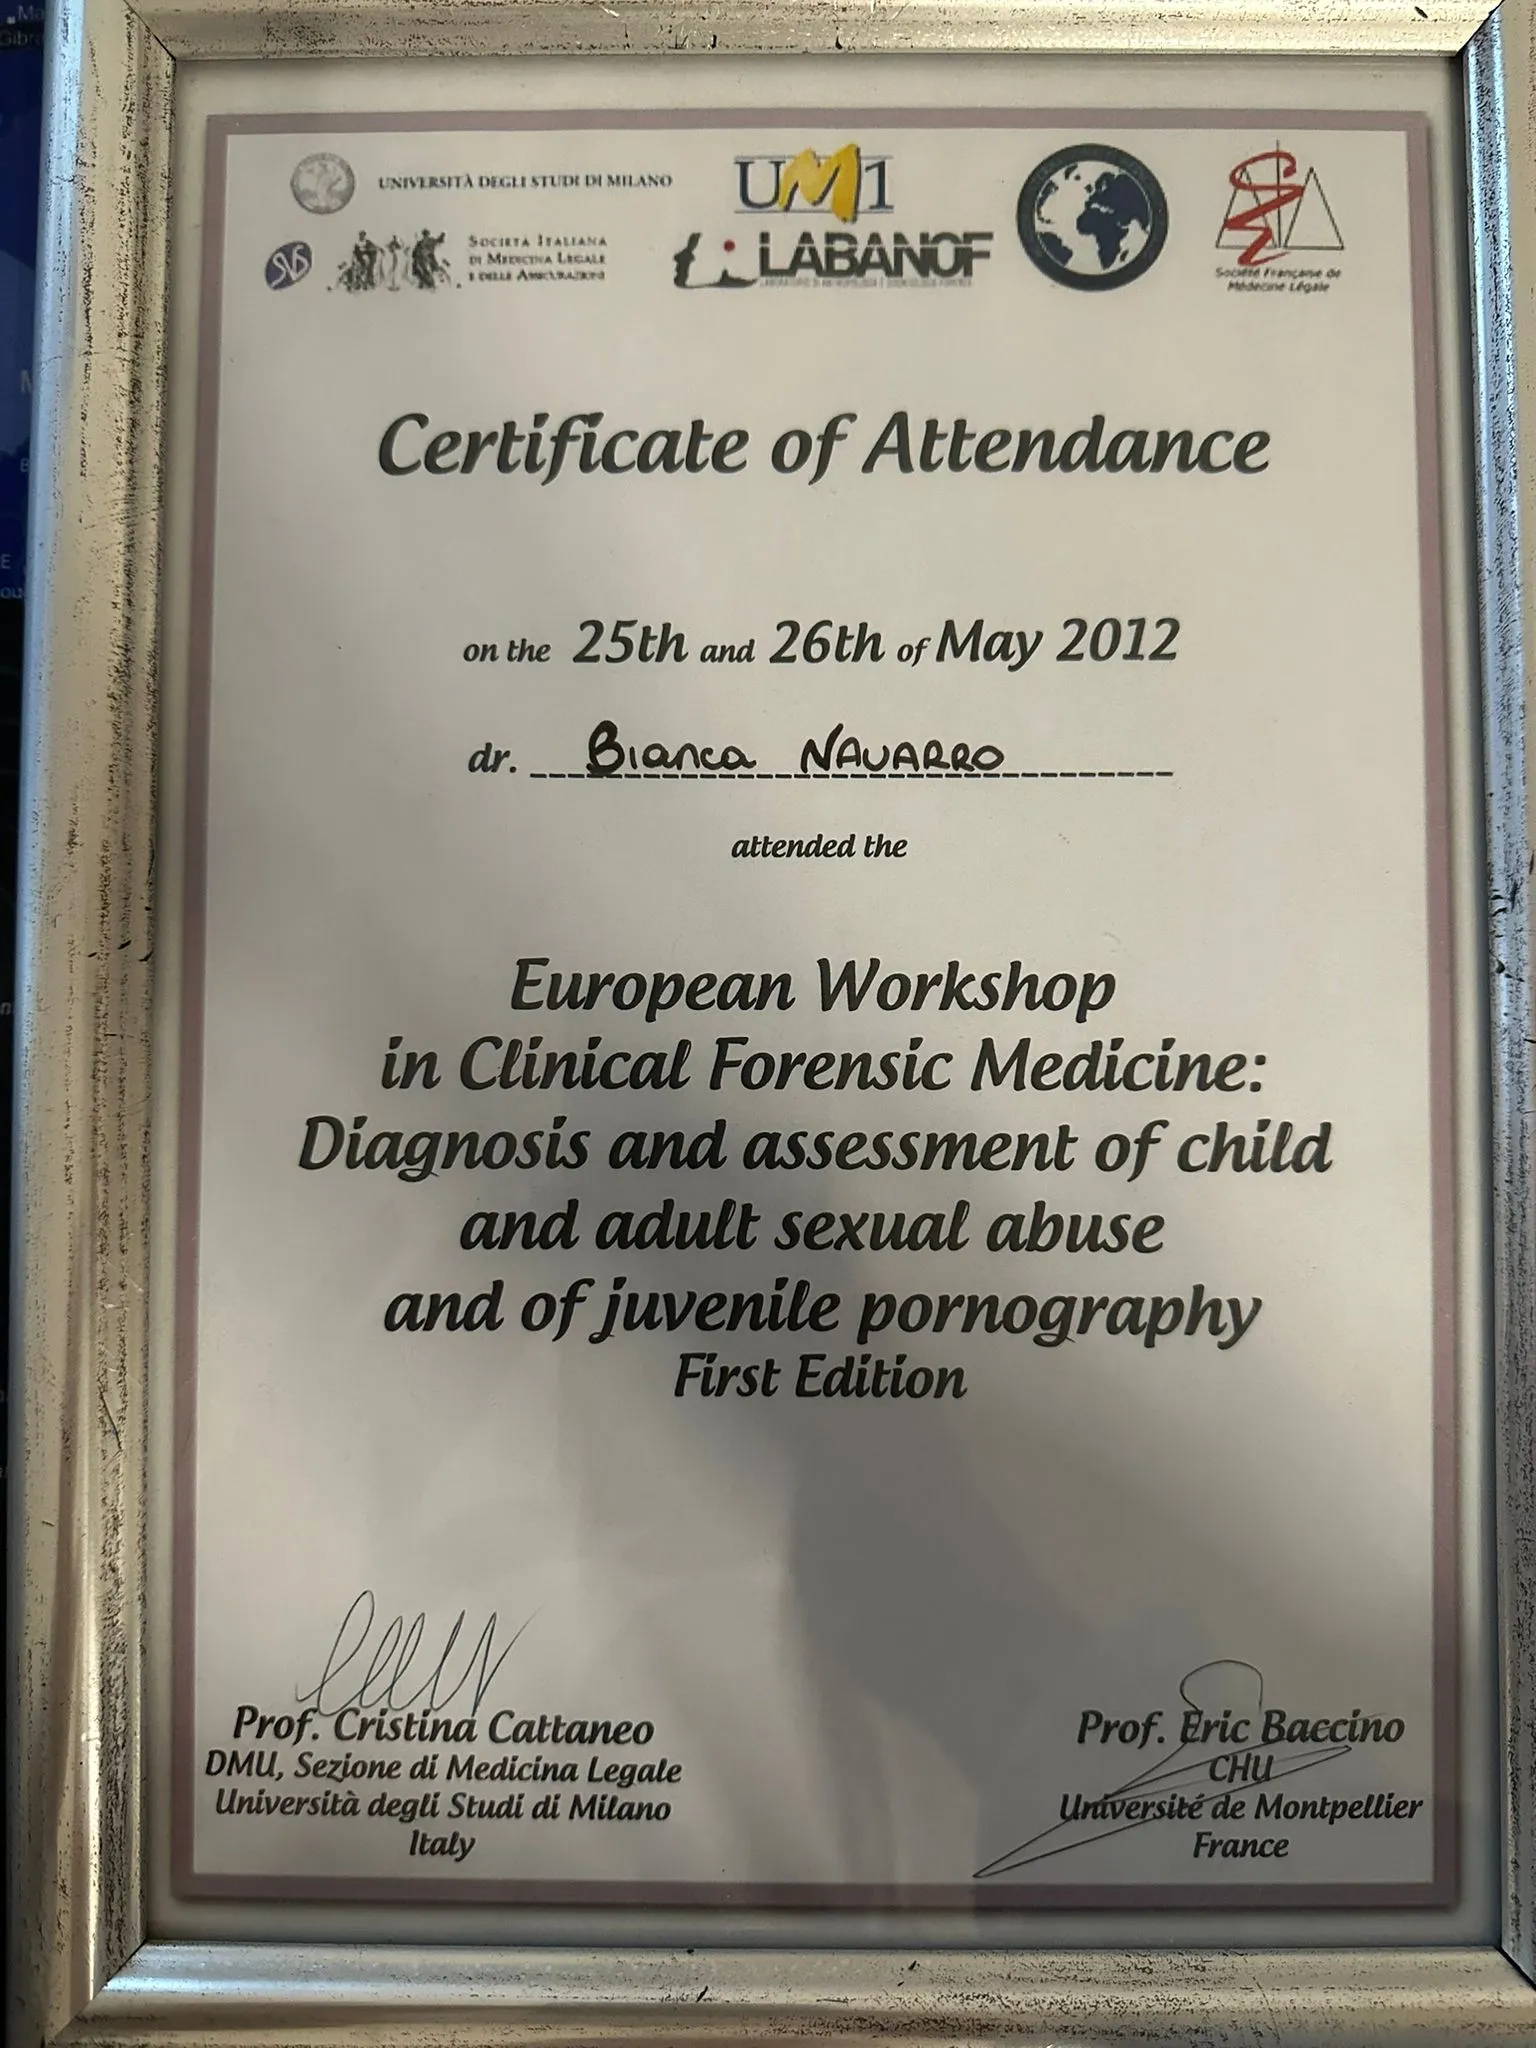 UNIVERSITÀ DEGLI STUDI DI MILANO
UM1
SVS
SOCIETÀ ITALIANA
DI MEDICINA LEGALE
E DELLE ASSICURAZIONI
LABANOF
Société Française de
Médecine Légale
Certificate of Attendance
on the 25th and 26th of May 2012
dr. Bianca NAVARRO
attended the
European Workshop
in Clinical Forensic Medicine:
Diagnosis and assessment of child
and adult sexual abuse
and of juvenile pornography
First Edition
Prof. Cristina Cattaneo
DMU, Sezione di Medicina Legale
Università degli Studi di Milano
Italy
Prof. Eric Baccino
CHU
Université de Montpellier
France